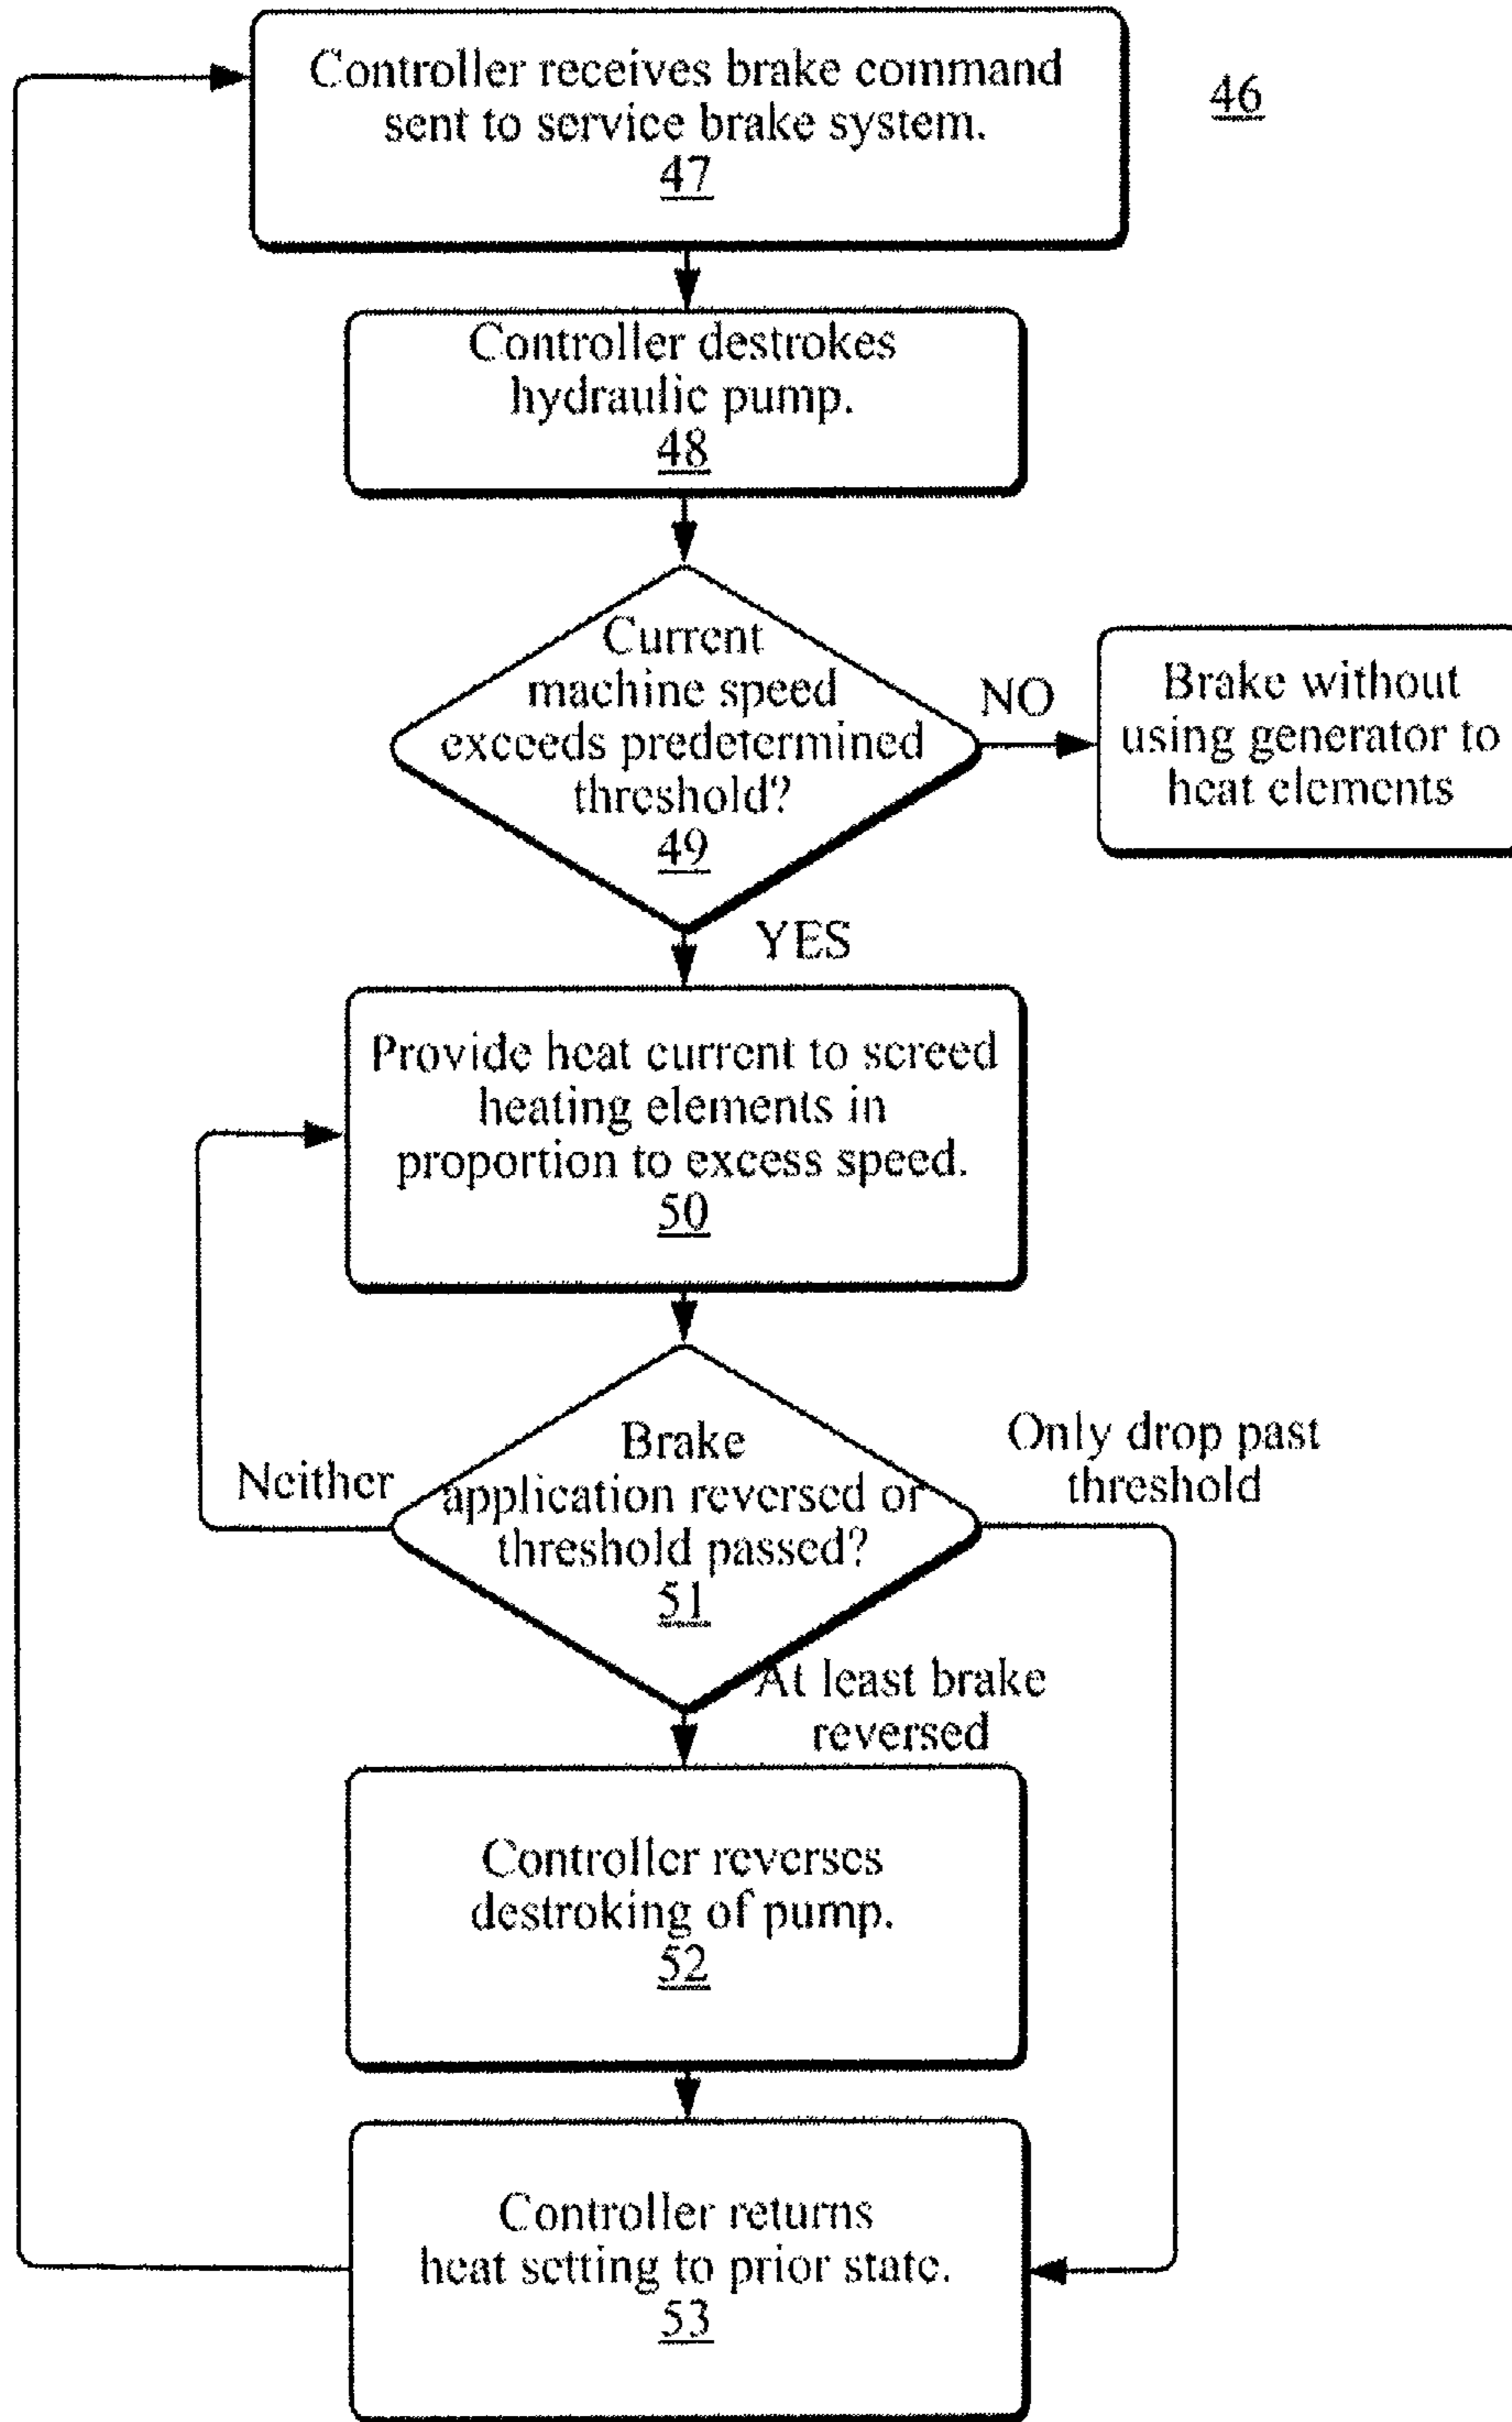 Controller receives brake command
sent to service brake system.
47
46
Controller destrokes
hydraulic pump.
48
Current
machine speed
exceeds predetermined
threshold?
49
NO
Brake without
using generator to
heat elements
YES
Provide heat current to screed
heating elements in
proportion to excess speed.
50
Brake
application reversed or
threshold passed?
51
Neither
Only drop past
threshold
At least brake
reversed
Controller reverses
destroking of pump.
52
Controller returns
heat setting to prior state.
53